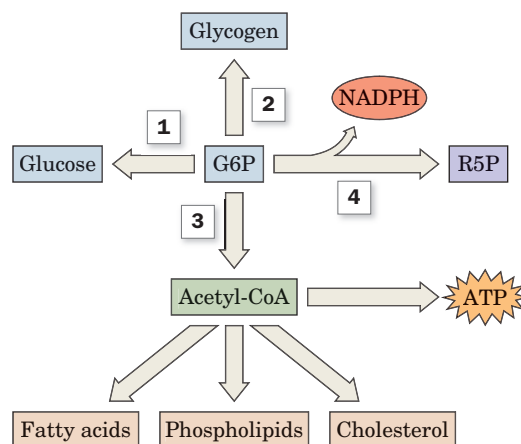 Glycogen
2
NADPH
1
Glucose
G6P
R5P
4
3
Acetyl-CoA
ATP
Fatty acids
Phospholipids
Cholesterol